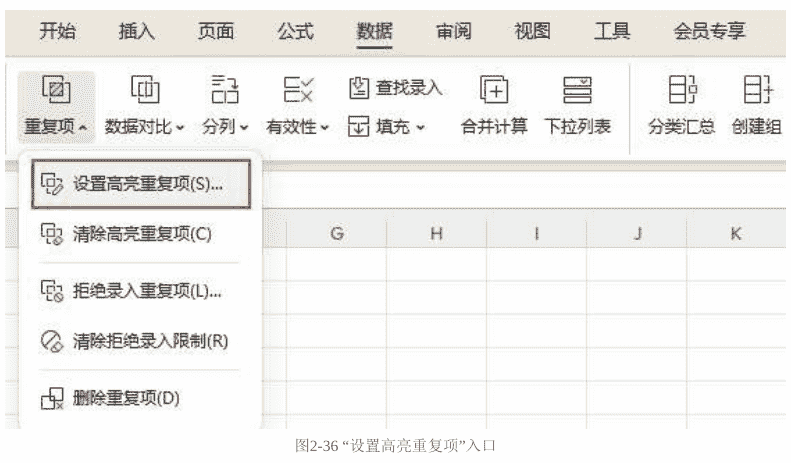 开始 插入 页面 公式 数据 审阅 视图 工具 会员专享
查找录入
重复项 数据对比 分列 有效性 填充 合并计算 下拉列表 分类汇总 创建组
设置高亮重复项(S)...
清除高亮重复项(C)
G H I J K
拒绝录入重复项(L)...
清除拒绝录入限制(R)
删除重复项(D)
图2-36 “设置高亮重复项”入口